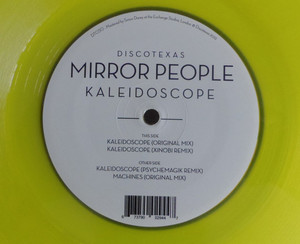 DISCOTEXAS
MIRROR PEOPLE
KALEIDOSCOPE
THIS SIDE
KALEIDOSCOPE (ORIGINAL MIX)
KALEIDOSCOPE (XINOBI REMIX)
OTHER SIDE
KALEIDOSCOPE (PSYCHEMAGIK REMIX)
MACHINES (ORIGINAL MIX)